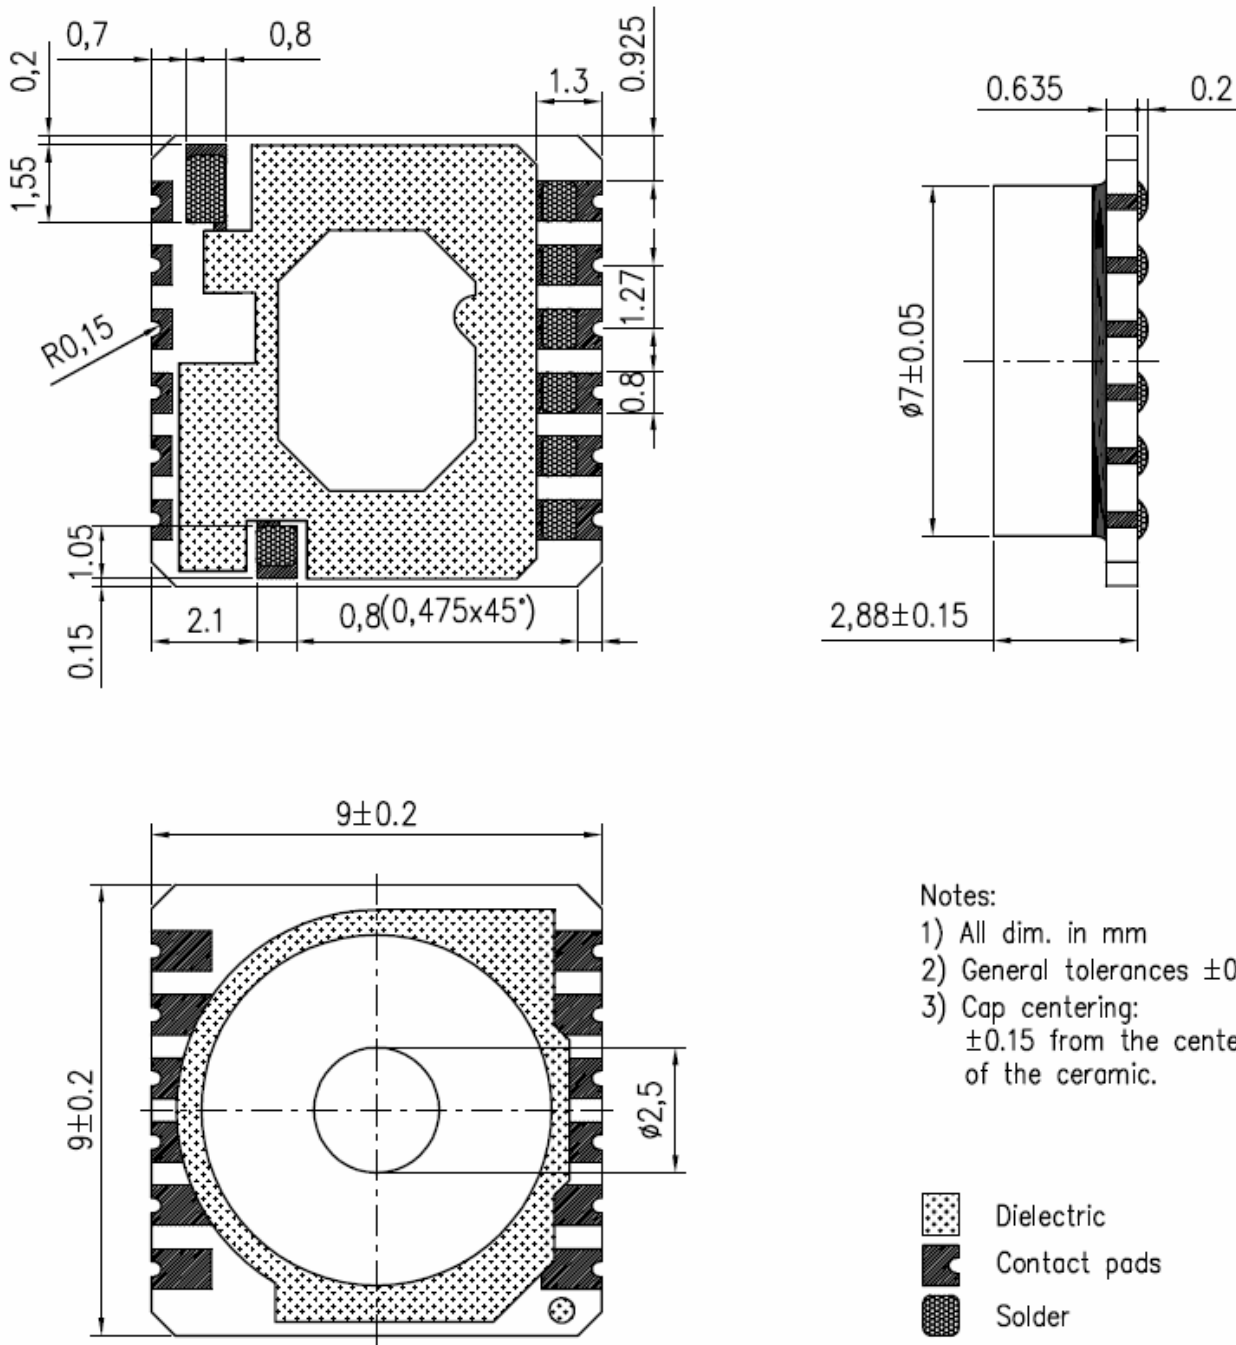 0,7
0,8
0,2
0.925
1.3
1,55
R0,15
1.27
0.8
1.05
0.15
2.1
0,8(0,475x45°)
0.635
0.2
ø7±0.05
2,88±0.15
9±0.2
9±0.2
ø2,5
Notes:
1) All dim. in mm
2) General tolerances ±0
3) Cap centering:
±0.15 from the cente
of the ceramic.
Dielectric
Contact pads
Solder